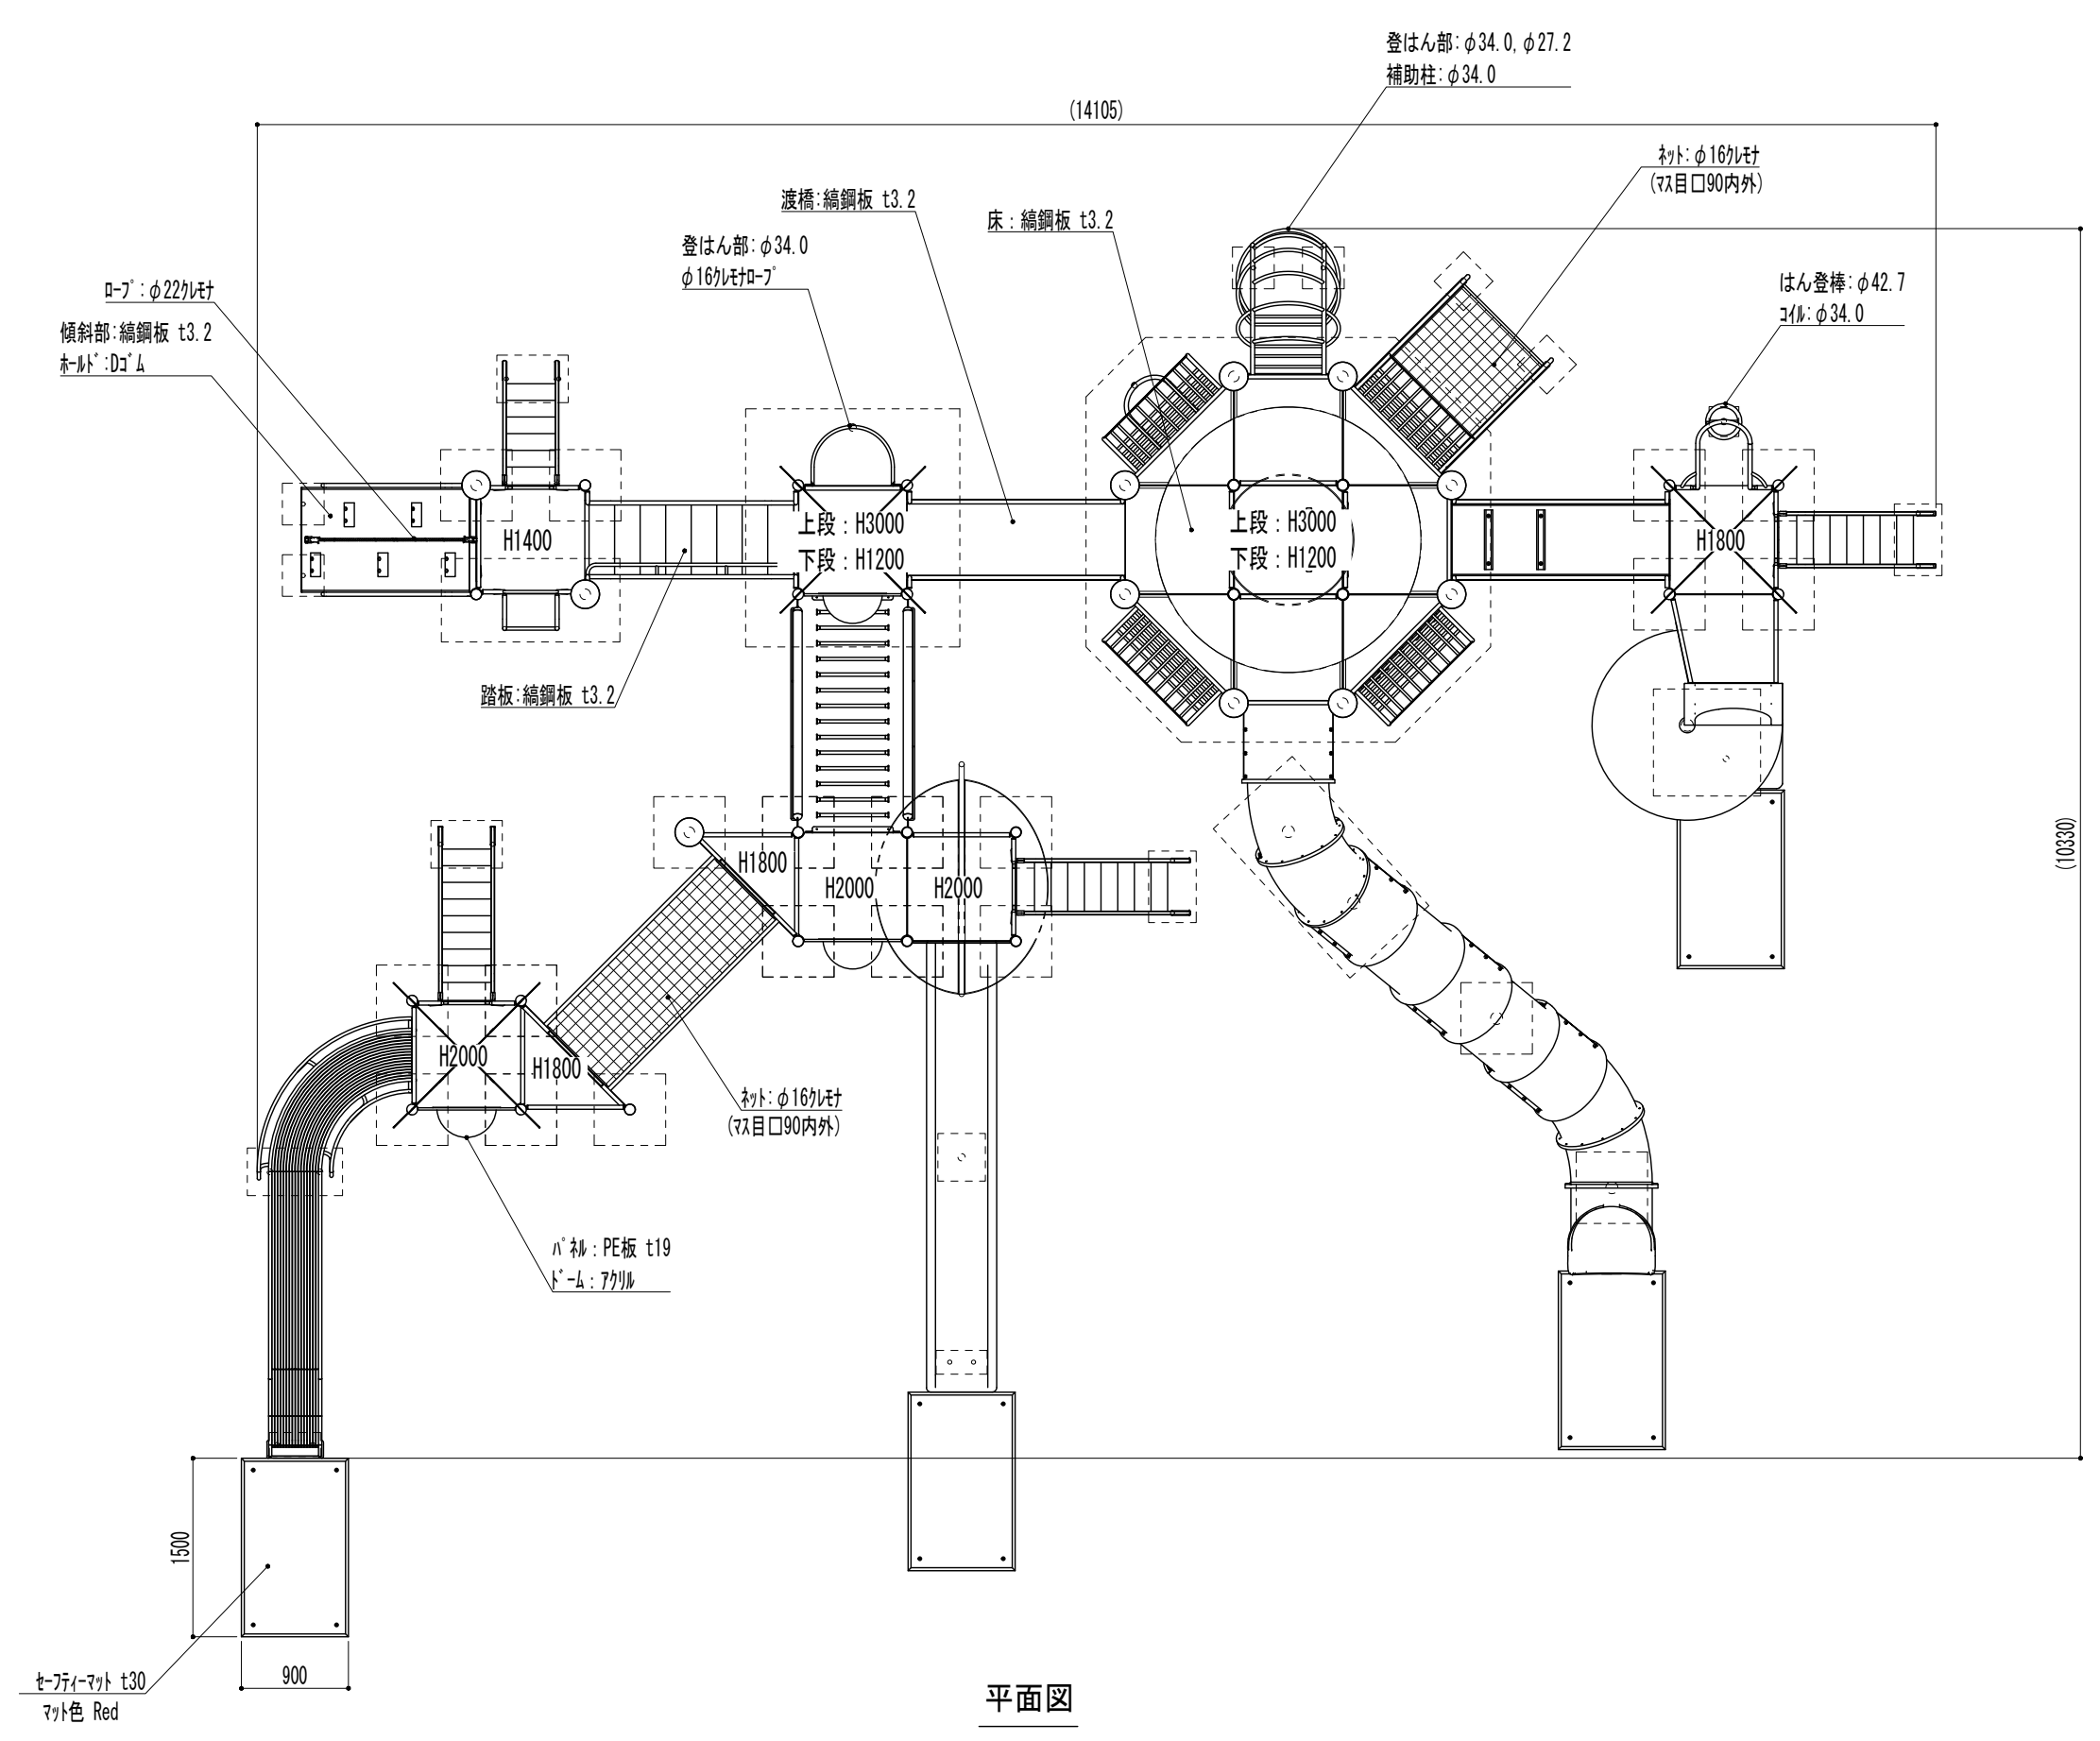 登はん部:φ34.0,φ27.2
補助柱:φ34.0
(14105)
ﾈｯﾄ:φ16ｸﾚﾓﾅ
(ﾏｽ目口90内外)
渡橋:縞鋼板 t3.2
床:縞鋼板 t3.2
登はん部:φ34.0
φ16ｸﾚﾓﾅﾛｰﾌﾟ
ﾛｰﾌﾟ:φ22ｸﾚﾓﾅ
はん登棒:φ42.7
ｺｲﾙ:φ34.0
傾斜部:縞鋼板 t3.2
ﾎｰﾙﾄﾞ:Dｺﾞﾑ
H1400
上段:H3000
下段:H1200
上段:H3000
下段:H1200
H1800
踏板:縞鋼板 t3.2
(10330)
H1800
H2000
H2000
H2000
H1800
ﾈｯﾄ:φ16ｸﾚﾓﾅ
(ﾏｽ目口90内外)
ﾊﾟﾈﾙ:PE板 t19
ﾄﾞｰﾑ:ｱｸﾘﾙ
1500
900
ｾｰﾌﾃｨｰﾏｯﾄ t30
ﾏｯﾄ色 Red
平面図